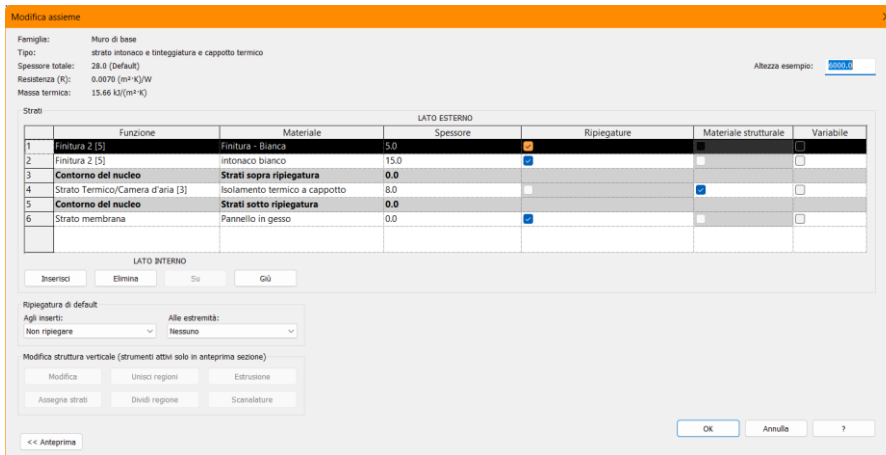 Modifica assieme
Famiglia: Muro di base
Tipo: strato intonaco e tinteggiatura e cappotto termico
Spessore totale: 28.0 (Default)
Resistenza (R): 0.0070 (m²·K)/W
Massa termica: 15.66 kJ/(m²·K)
Altezza esempio: 6000.0
Strati
LATO ESTERNO
Funzione Materiale Spessore Ripiegature Materiale strutturale Variabile
1 Finitura 2 [5] Finitura - Bianca 5.0
2 Finitura 2 [5] intonaco bianco 15.0
3 Contorno del nucleo Strati sopra ripiegatura 0.0
4 Strato Termico/Camera d'aria [3] Isolamento termico a cappotto 8.0
5 Contorno del nucleo Strati sotto ripiegatura 0.0
6 Strato membrana Pannello in gesso 0.0
LATO INTERNO
Inserisci Elimina Su Giù
Ripiegatura di default
Agli inserti: Alle estremità:
Non ripiegare Nessuno
Modifica struttura verticale (strumenti attivi solo in anteprima sezione)
Modifica Unisci regioni Estrusione
Assegna strati Dividi regione Scanalature
OK Annulla ?
<< Anteprima